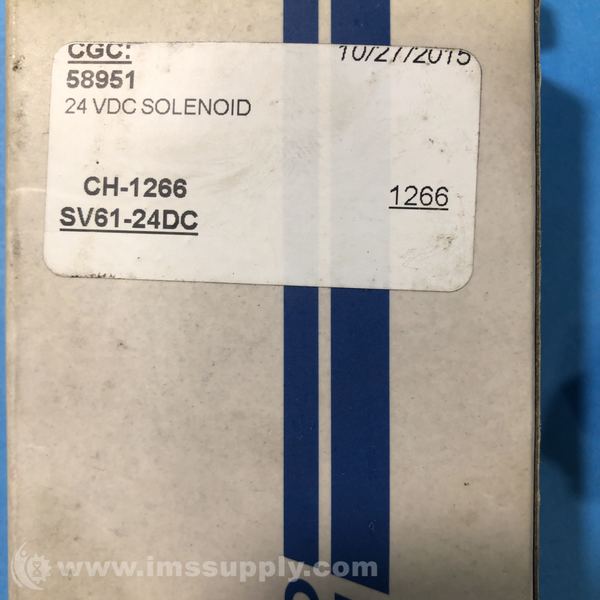 CGC: 10/27/2015
58951
24 VDC SOLENOID
CH-1266 1266
SV61-24DC
www.imssupply.com